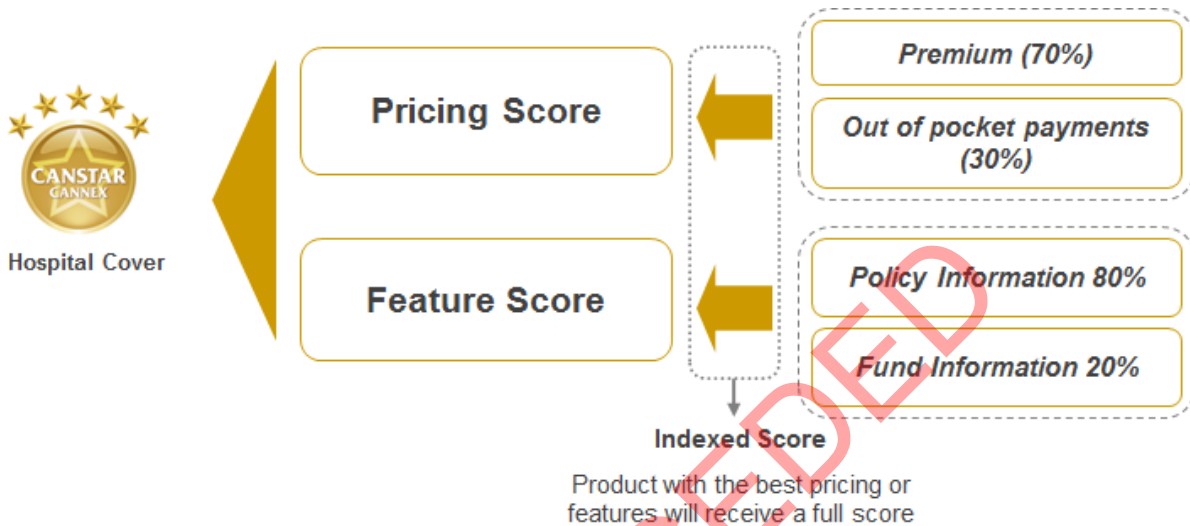 CANSTAR
CANNEX
Hospital Cover
Pricing Score
Feature Score
Premium (70%)
Out of pocket payments
(30%)
Policy Information 80%
Fund Information 20%
Indexed Score
Product with the best pricing or
features will receive a full score
EDED